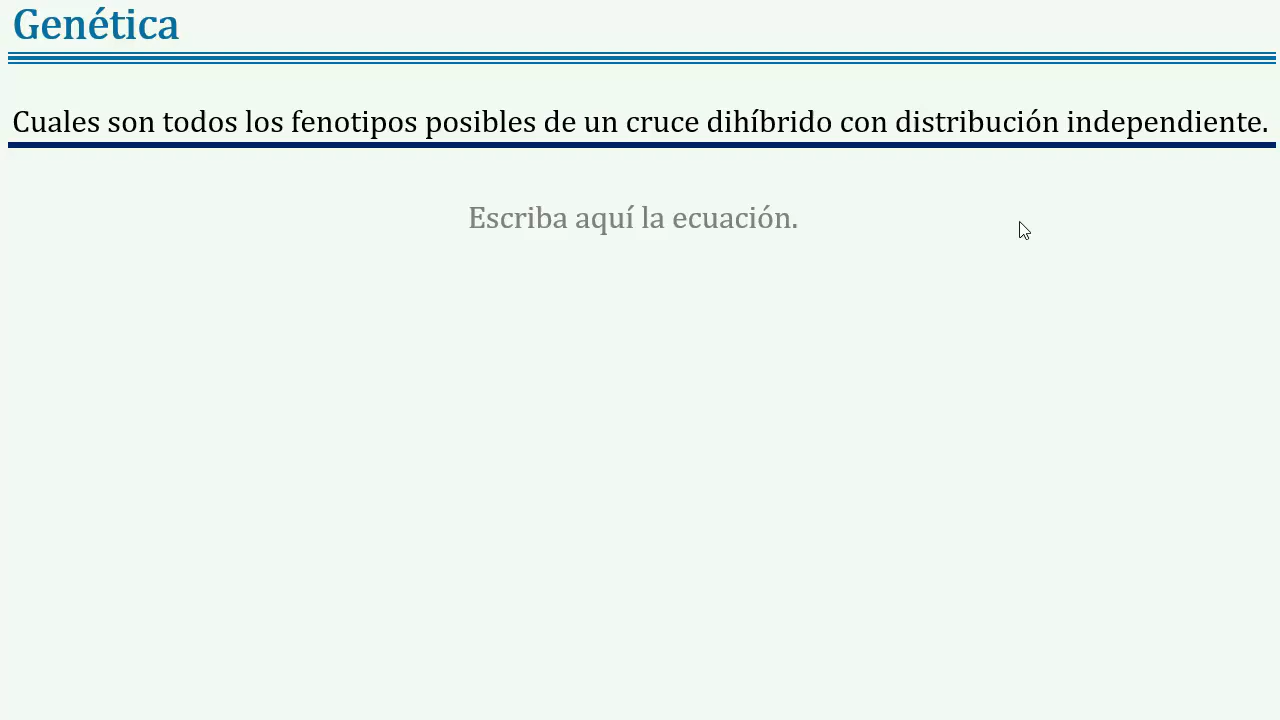 Genética
Cuales son todos los fenotipos posibles de un cruce dihíbrido con distribución independiente.
Escriba aquí la ecuación.